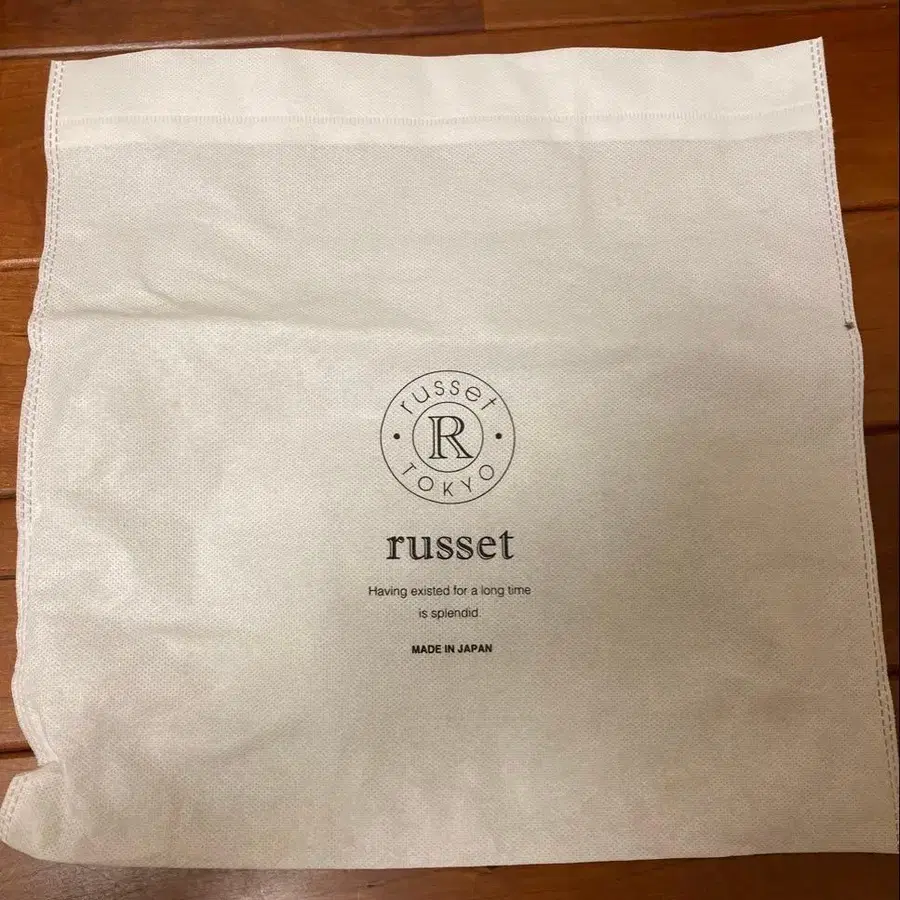 russet
R
TOKYO
russet
Having existed for a long time
is splendid
MADE IN JAPAN